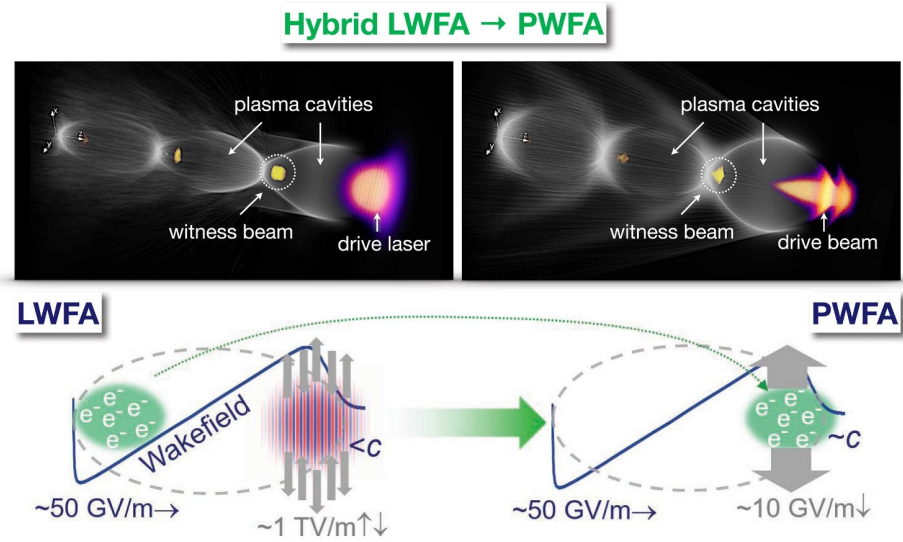 Hybrid LWFA → PWFA
plasma cavities
witness beam
drive laser
x
y
z
plasma cavities
witness beam
drive beam
x
y
z
LWFA
PWFA
e⁻ e⁻
e⁻ e⁻ e⁻
e⁻ e⁻
Wakefield
<c
~50 GV/m→
~1 TV/m↑↓
e⁻ e⁻
e⁻ e⁻ e⁻
e⁻ e⁻
~c
~50 GV/m→
~10 GV/m↓